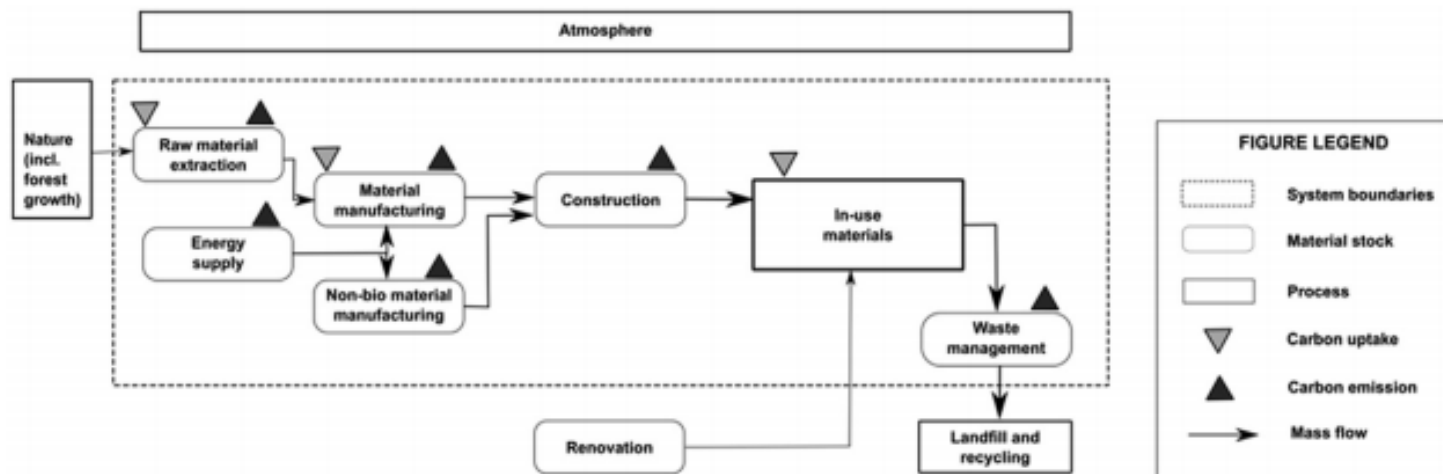 Atmosphere
Nature
(incl.
forest
growth)
Raw material
extraction
Material
manufacturing
Energy
supply
Non-bio material
manufacturing
Construction
In-use
materials
Waste
management
Renovation
Landfill and
recycling
FIGURE LEGEND
System boundaries
Material stock
Process
Carbon uptake
Carbon emission
Mass flow